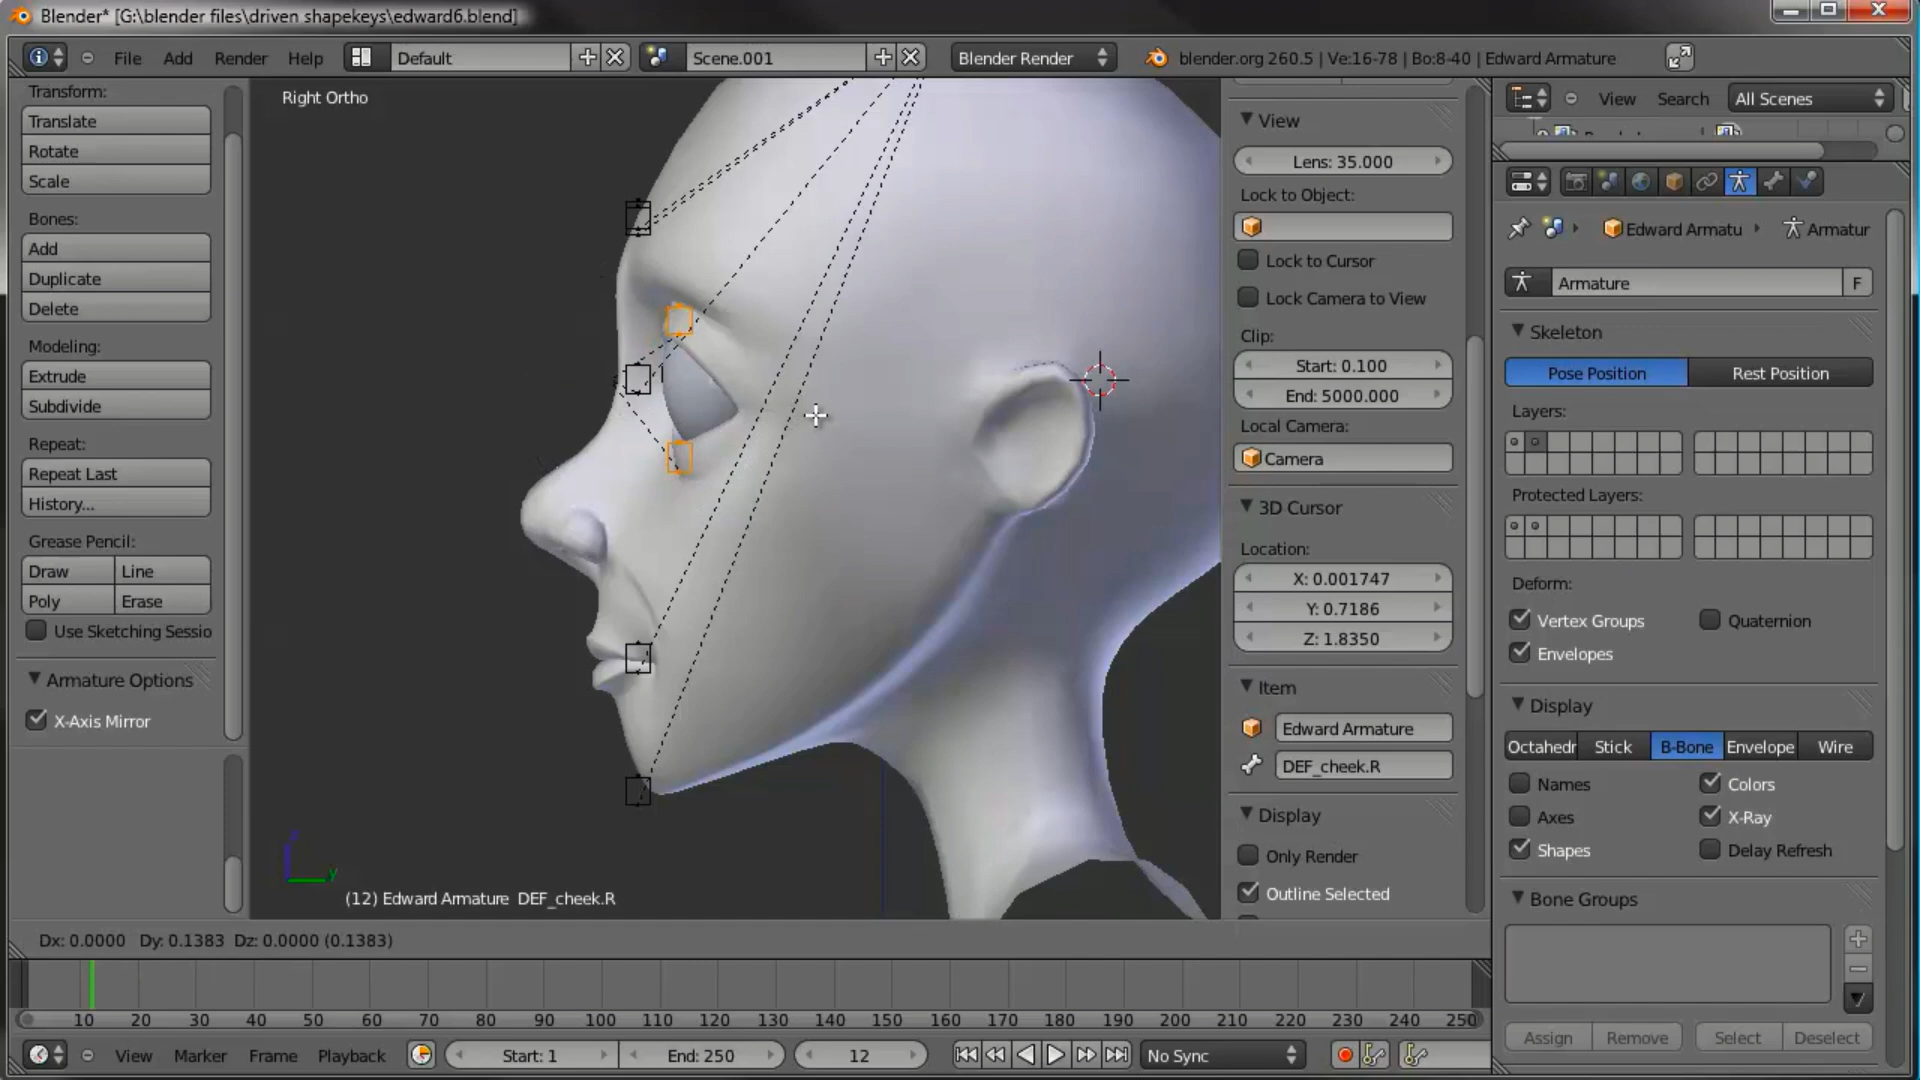 Blender* [G:\blender files\driven shapekeys\edward6.blend]
File Add Render Help Default Scene.001 Blender Render blender.org 260.5 | Ve:16-78 | Bo:8-40 | Edward Armature
Transform:
Translate
Rotate
Scale
Bones:
Add
Duplicate
Delete
Modeling:
Extrude
Subdivide
Repeat:
Repeat Last
History...
Grease Pencil:
Draw Line
Poly Erase
Use Sketching Sessio
Armature Options
X-Axis Mirror
Right Ortho
z
y
(12) Edward Armature DEF_cheek.R
View
Lens: 35.000
Lock to Object:
Lock to Cursor
Lock Camera to View
Clip:
Start: 0.100
End: 5000.000
Local Camera:
Camera
3D Cursor
Location:
X: 0.001747
Y: 0.7186
Z: 1.8350
Item
Edward Armature
DEF_cheek.R
Display
Only Render
Outline Selected
View Search All Scenes
Edward Armatu Armatur
Armature F
Skeleton
Pose Position Rest Position
Layers:
Protected Layers:
Deform:
Vertex Groups Quaternion
Envelopes
Display
Octahedr Stick B-Bone Envelope Wire
Names Colors
Axes X-Ray
Shapes Delay Refresh
Bone Groups
Assign Remove Select Deselect
Dx: 0.0000 Dy: 0.1383 Dz: 0.0000 (0.1383)
10 20 30 40 50 60 70 80 90 100 110 120 130 140 150 160 170 180 190 200 210 220 230 240 250
View Marker Frame Playback Start: 1 End: 250 12 No Sync